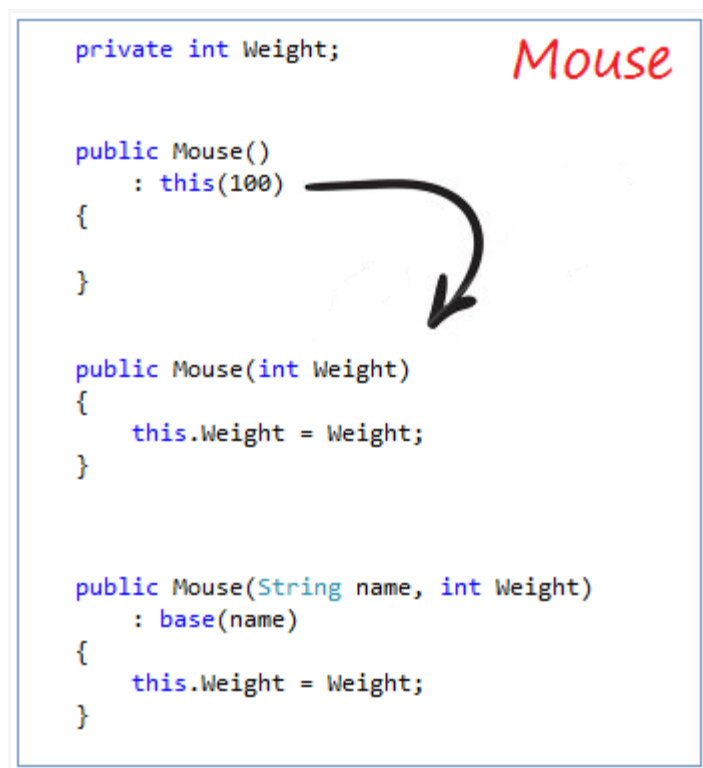 private int Weight;
Mouse
public Mouse()
: this(100)
{
}
public Mouse(int Weight)
{
this.Weight = Weight;
}
public Mouse(String name, int Weight)
: base(name)
{
this.Weight = Weight;
}